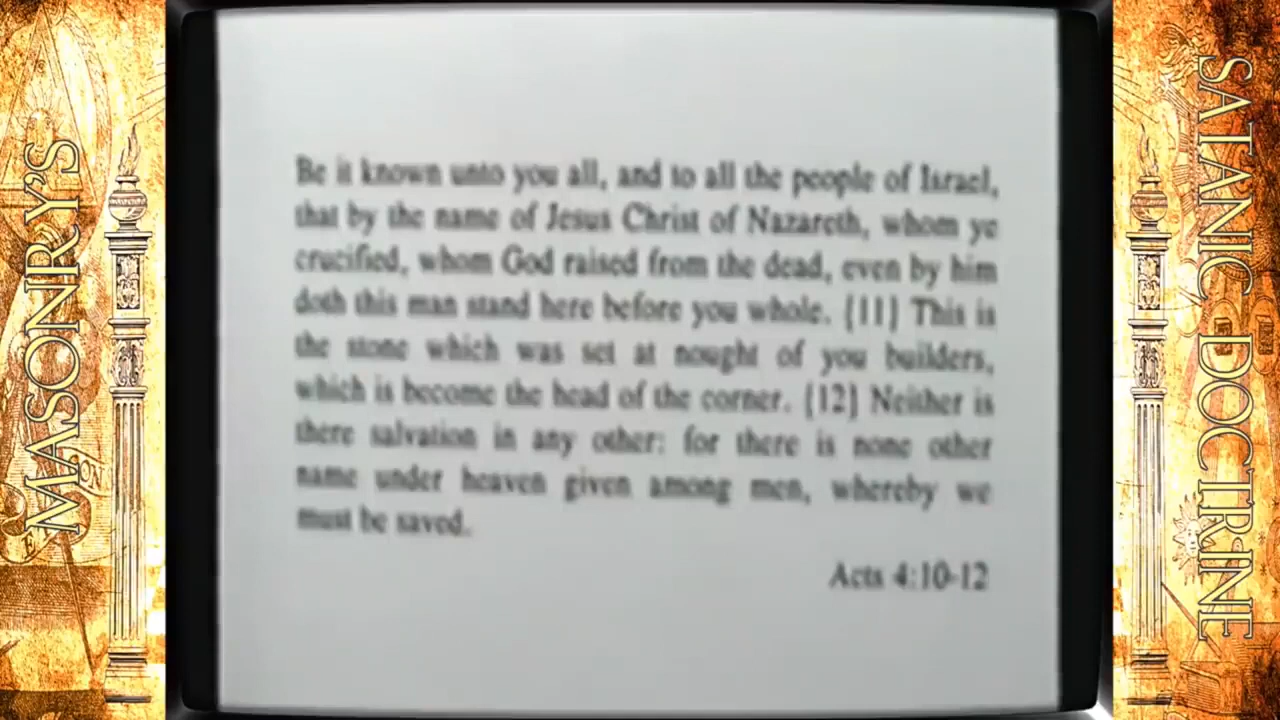 MASONRY'S
Be it known unto you all, and to all the people of Israel,
that by the name of Jesus Christ of Nazareth, whom ye
crucified, whom God raised from the dead, even by him
doth this man stand here before you whole. {11} This is
the stone which was set at nought of you builders,
which is become the head of the corner. {12} Neither is
there salvation in any other: for there is none other
name under heaven given among men, whereby we
must be saved.
Acts 4:10-12
SATANIC DOCTRINE